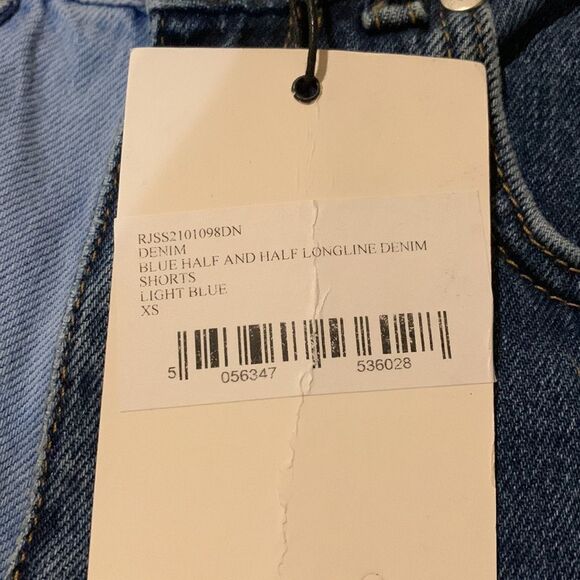 RJSS2101098DN
DENIM
BLUE HALF AND HALF LONGLINE DENIM
SHORTS
LIGHT BLUE
XS
5 056347 536028